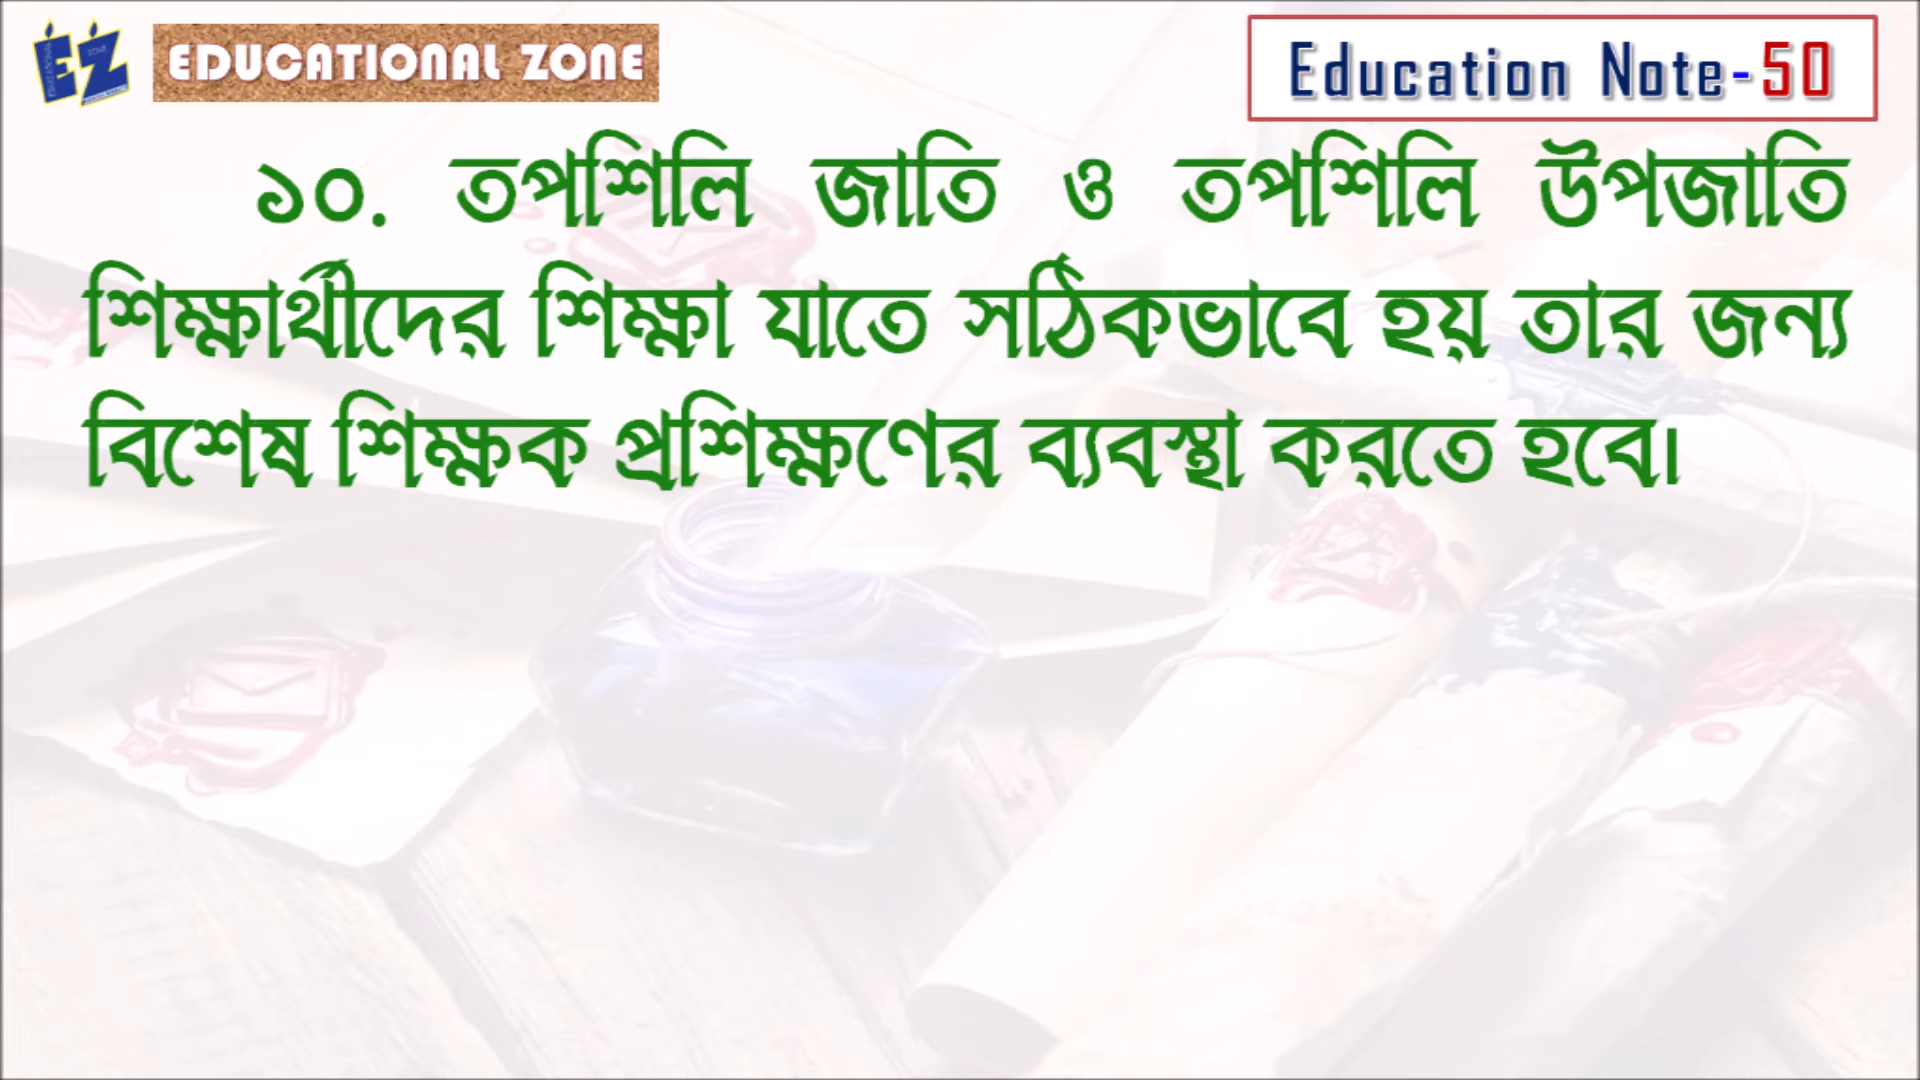 EZ EDUCATIONAL ZONE
Education Note-50
১০. তপশিলি জাতি ও তপশিলি উপজাতি
শিক্ষার্থীদের শিক্ষা যাতে সঠিকভাবে হয় তার জন্য
বিশেষ শিক্ষক প্রশিক্ষণের ব্যবস্থা করতে হবে।